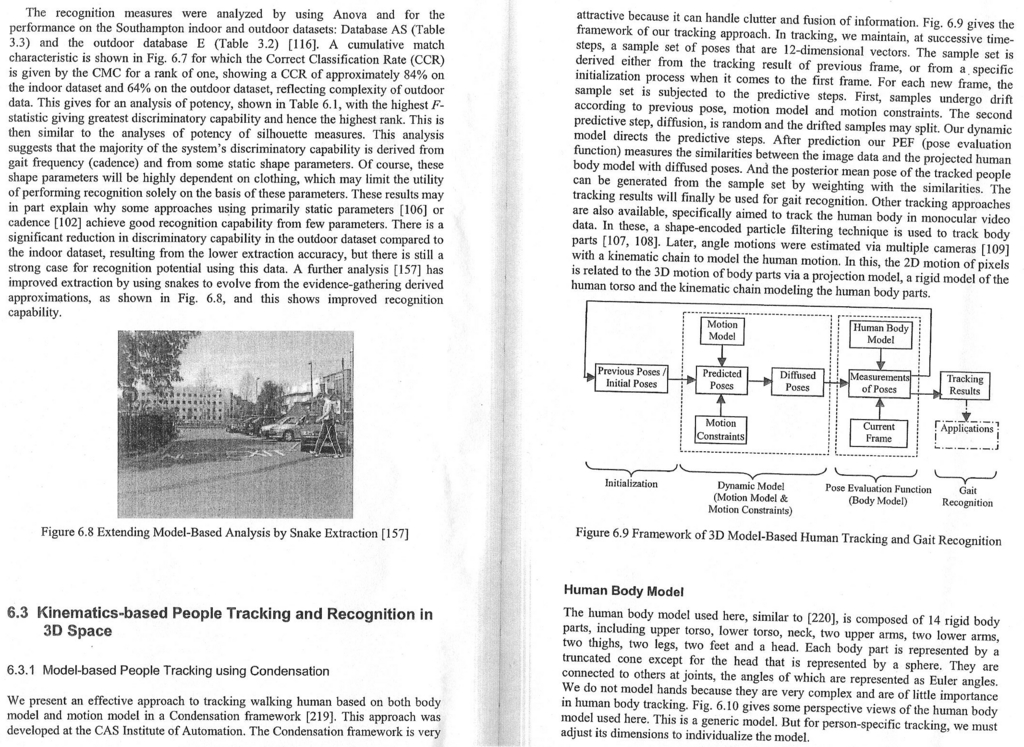 The recognition measures were analyzed by using Anova and for the
performance on the Southampton indoor and outdoor datasets: Database AS (Table
3.3) and the outdoor database E (Table 3.2) [116]. A cumulative match
characteristic is shown in Fig. 6.7 for which the Correct Classification Rate (CCR)
is given by the CMC for a rank of one, showing a CCR of approximately 84% on
the indoor dataset and 64% on the outdoor dataset, reflecting complexity of outdoor
data. This gives for an analysis of potency, shown in Table 6.1, with the highest F-
statistic giving greatest discriminatory capability and hence the highest rank. This is
then similar to the analyses of potency of silhouette measures. This analysis
suggests that the majority of the system's discriminatory capability is derived from
gait frequency (cadence) and from some static shape parameters. Of course, these
shape parameters will be highly dependent on clothing, which may limit the utility
of performing recognition solely on the basis of these parameters. These results may
in part explain why some approaches using primarily static parameters [106] or
cadence [102] achieve good recognition capability from few parameters. There is a
significant reduction in discriminatory capability in the outdoor dataset compared to
the indoor dataset, resulting from the lower extraction accuracy, but there is still a
strong case for recognition potential using this data. A further analysis [157] has
improved extraction by using snakes to evolve from the evidence-gathering derived
approximations, as shown in Fig. 6.8, and this shows improved recognition
capability.
Figure 6.8 Extending Model-Based Analysis by Snake Extraction [157]
6.3 Kinematics-based People Tracking and Recognition in
3D Space
6.3.1 Model-based People Tracking using Condensation
We present an effective approach to tracking walking human based on both body
model and motion model in a Condensation framework [219]. This approach was
developed at the CAS Institute of Automation. The Condensation framework is very
attractive because it can handle clutter and fusion of information. Fig. 6.9 gives the
framework of our tracking approach. In tracking, we maintain, at successive time-
steps, a sample set of poses that are 12-dimensional vectors. The sample set is
derived either from the tracking result of previous frame, or from a specific
initialization process when it comes to the first frame. For each new frame, the
sample set is subjected to the predictive steps. First, samples undergo drift
according to previous pose, motion model and motion constraints. The second
predictive step, diffusion, is random and the drifted samples may split. Our dynamic
model directs the predictive steps. After prediction our PEF (pose evaluation
function) measures the similarities between the image data and the projected human
body model with diffused poses. And the posterior mean pose of the tracked people
can be generated from the sample set by weighting with the similarities. The
tracking results will finally be used for gait recognition. Other tracking approaches
are also available, specifically aimed to track the human body in monocular video
data. In these, a shape-encoded particle filtering technique is used to track body
parts [107, 108]. Later, angle motions were estimated via multiple cameras [109]
with a kinematic chain to model the human motion. In this, the 2D motion of pixels
is related to the 3D motion of body parts via a projection model, a rigid model of the
human torso and the kinematic chain modeling the human body parts.
Motion
Model
Human Body
Model
Previous Poses /
Initial Poses
Predicted
Poses
Diffused
Poses
Measurements
of Poses
Tracking
Results
Motion
Constraints
Current
Frame
Applications
Initialization
Dynamic Model
(Motion Model &
Motion Constraints)
Pose Evaluation Function
(Body Model)
Gait
Recognition
Figure 6.9 Framework of 3D Model-Based Human Tracking and Gait Recognition
Human Body Model
The human body model used here, similar to [220], is composed of 14 rigid body
parts, including upper torso, lower torso, neck, two upper arms, two lower arms,
two thighs, two legs, two feet and a head. Each body part is represented by a
truncated cone except for the head that is represented by a sphere. They are
connected to others at joints, the angles of which are represented as Euler angles.
We do not model hands because they are very complex and are of little importance
in human body tracking. Fig. 6.10 gives some perspective views of the human body
model used here. This is a generic model. But for person-specific tracking, we must
adjust its dimensions to individualize the model.